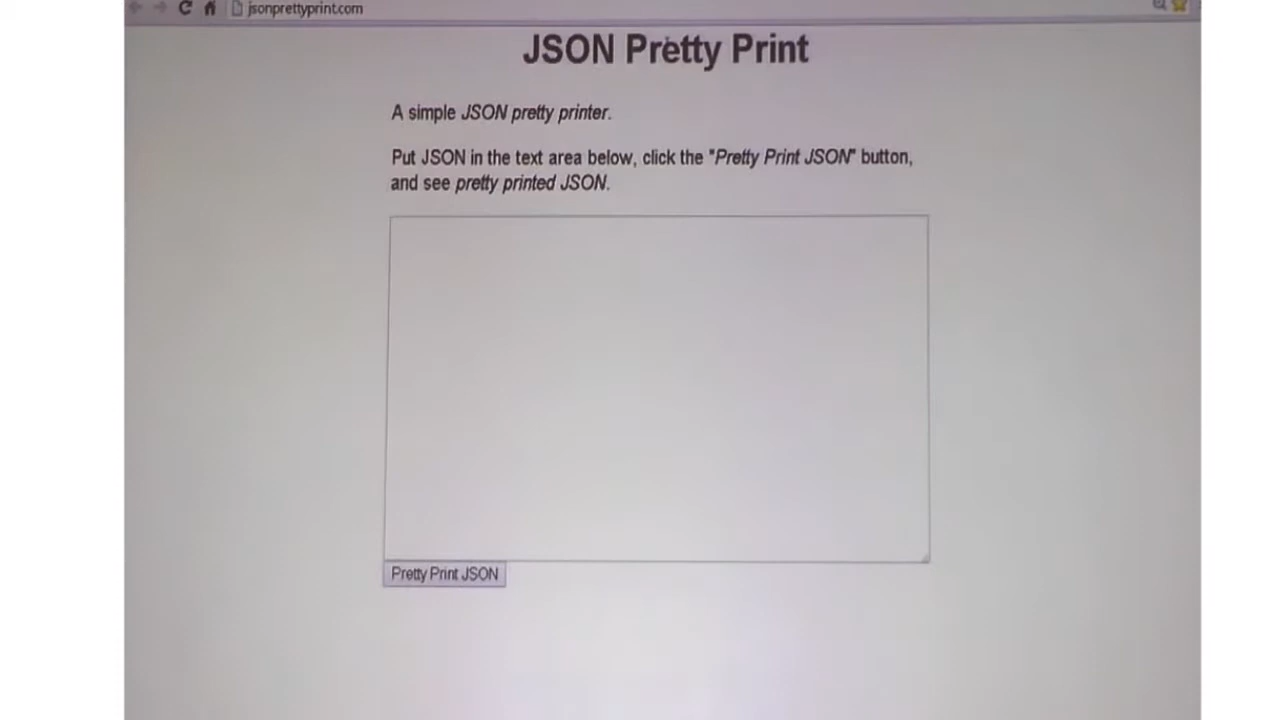 jsonprettyprint.com
JSON Pretty Print
A simple JSON pretty printer.
Put JSON in the text area below, click the "Pretty Print JSON" button,
and see pretty printed JSON.
Pretty Print JSON